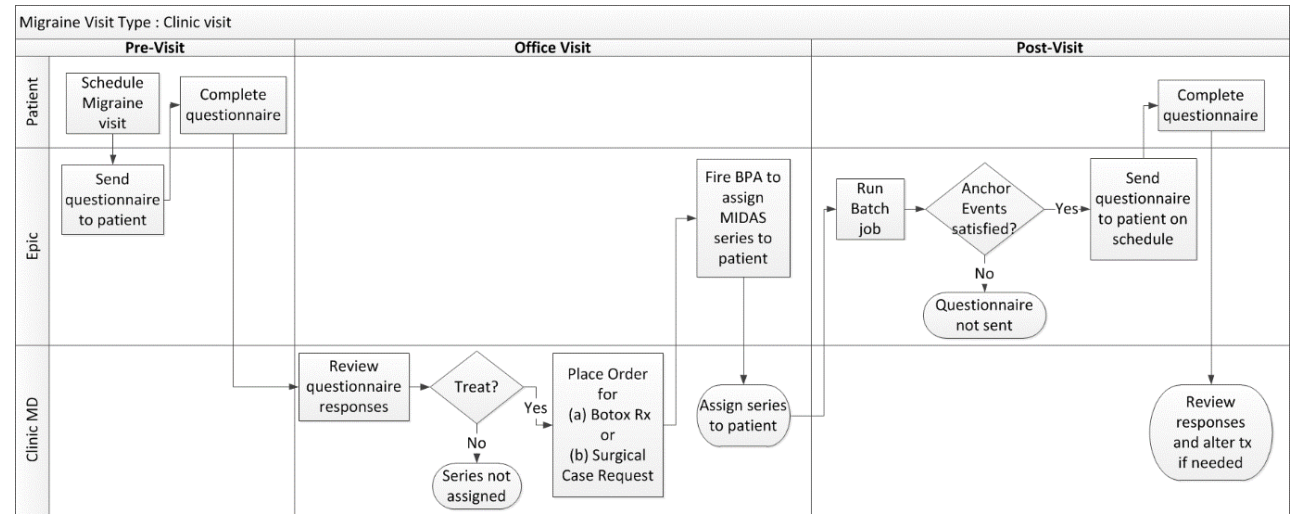 Migraine Visit Type : Clinic visit
Pre-Visit
Office Visit
Post-Visit
Patient
Schedule
Migraine
visit
Complete
questionnaire
Complete
questionnaire
Epic
Send
questionnaire
to patient
Fire BPA to
assign
MIDAS
series to
patient
Run
Batch
job
Anchor
Events
satisfied?
Yes
No
Questionnaire
not sent
Send
questionnaire
to patient on
schedule
Clinic MD
Review
questionnaire
responses
Treat?
Yes
No
Series not
assigned
Place Order
for
(a) Botox Rx
or
(b) Surgical
Case Request
Assign series
to patient
Review
responses
and alter tx
if needed